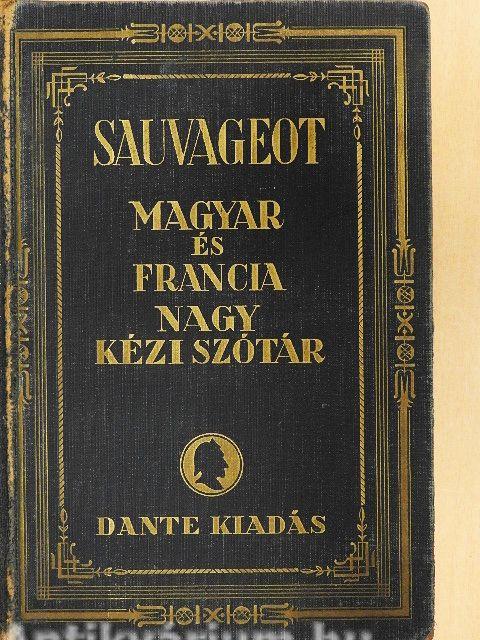 SAUVAGEOT
MAGYAR
ÉS
FRANCIA
NAGY
KÉZI SZÓTÁR
DANTE KIADÁS